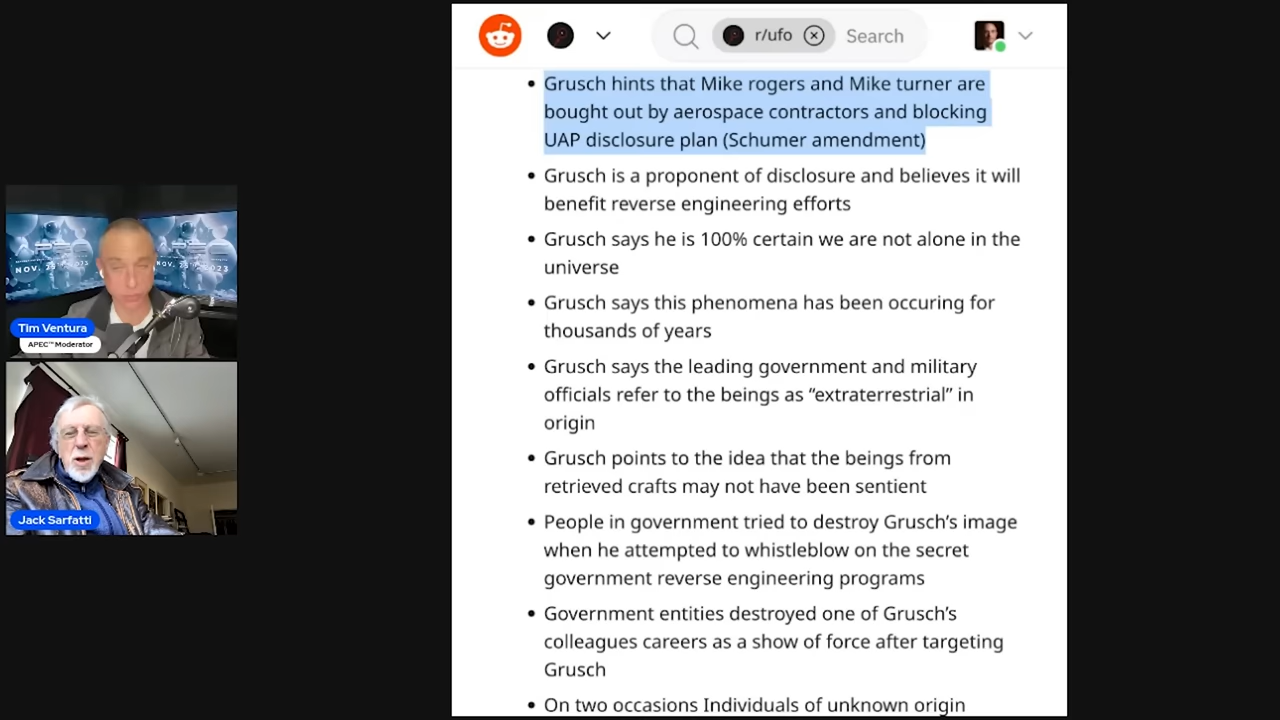 r/ufo
Search
Grusch hints that Mike rogers and Mike turner are
bought out by aerospace contractors and blocking
UAP disclosure plan (Schumer amendment)
Grusch is a proponent of disclosure and believes it will
benefit reverse engineering efforts
Grusch says he is 100% certain we are not alone in the
universe
Grusch says this phenomena has been occuring for
thousands of years
Grusch says the leading government and military
officials refer to the beings as “extraterrestrial” in
origin
Grusch points to the idea that the beings from
retrieved crafts may not have been sentient
People in government tried to destroy Grusch’s image
when he attempted to whistleblow on the secret
government reverse engineering programs
Government entities destroyed one of Grusch’s
colleagues careers as a show of force after targeting
Grusch
On two occasions Individuals of unknown origin
NOV.
2023
Tim Ventura
APEC™ Moderator
Jack Sarfatti